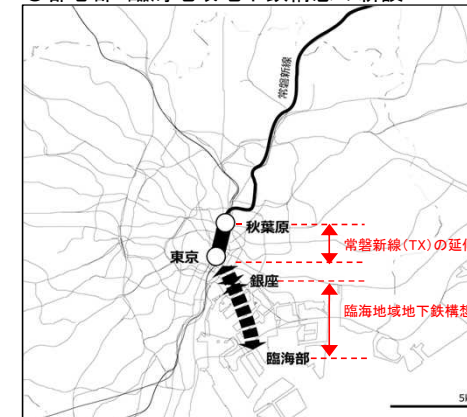 常磐新線
秋葉原
常磐新線(TX)の延伸
東京
銀座
臨海地域地下鉄構想
臨海部